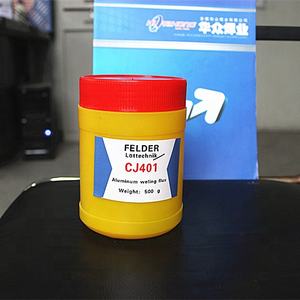 华众焊业
FELDER
Löttechnik
CJ401
Aluminum weling flux
Weight: 500 g